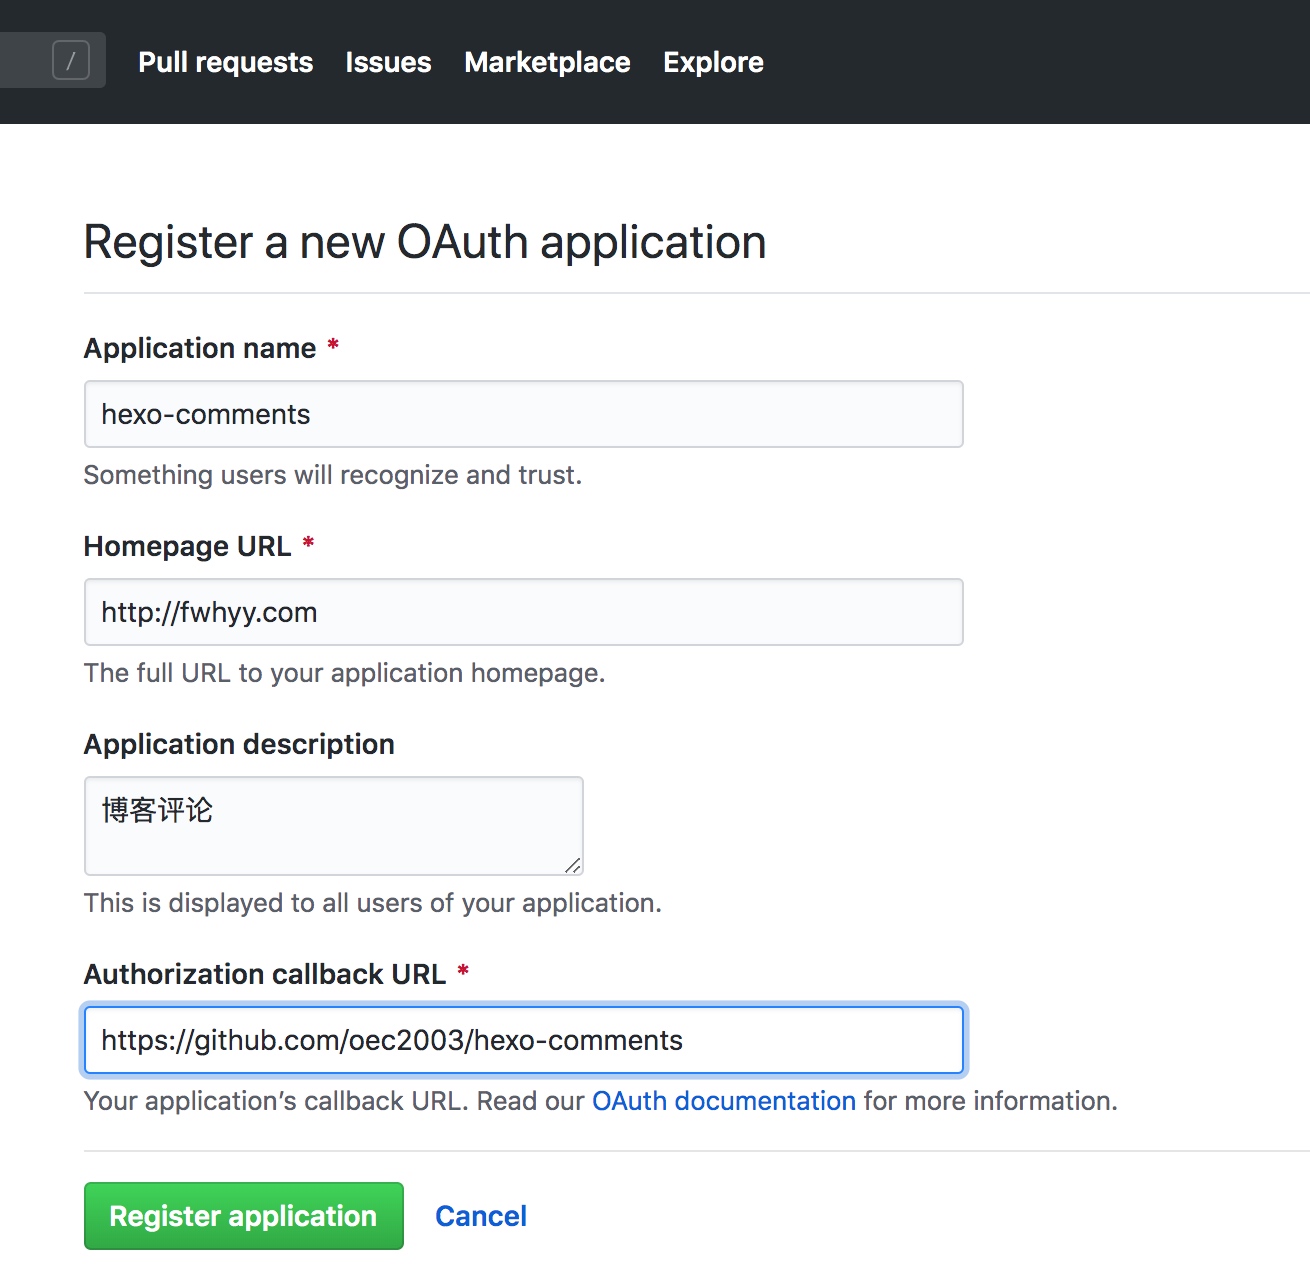 / Pull requests Issues Marketplace Explore
Register a new OAuth application
Application name *
hexo-comments
Something users will recognize and trust.
Homepage URL *
http://fwhyy.com
The full URL to your application homepage.
Application description
博客评论
This is displayed to all users of your application.
Authorization callback URL *
https://github.com/oec2003/hexo-comments
Your application’s callback URL. Read our OAuth documentation for more information.
Register application Cancel